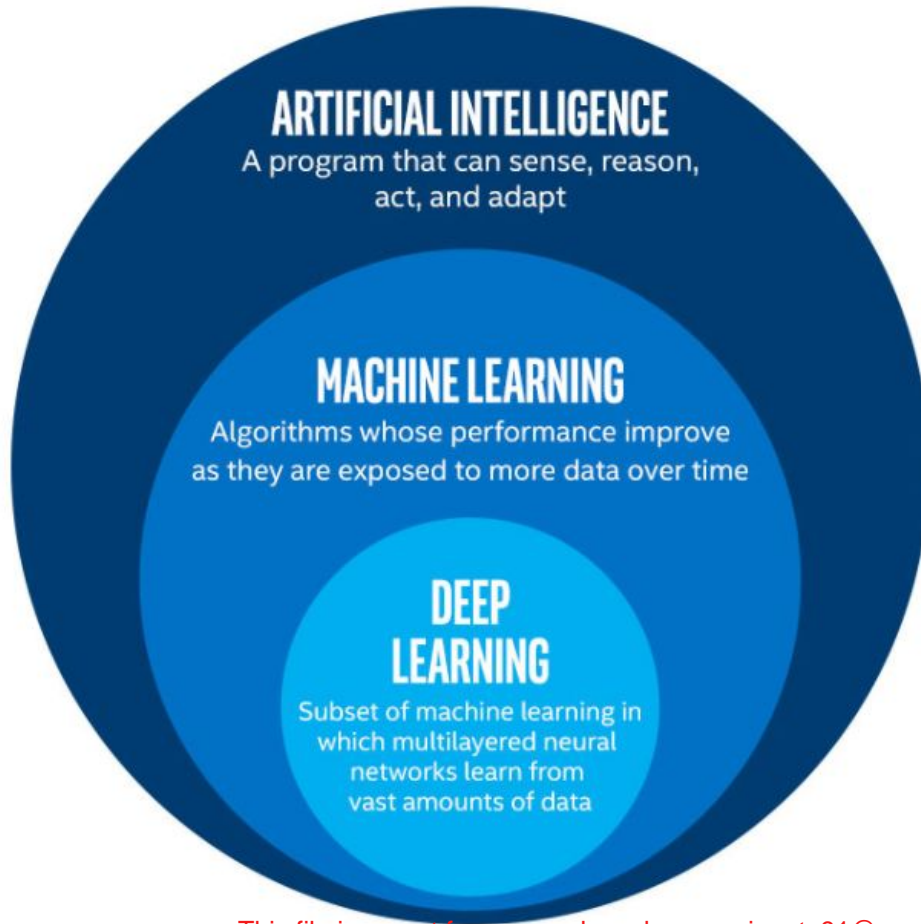 ARTIFICIAL INTELLIGENCE
A program that can sense, reason,
act, and adapt
MACHINE LEARNING
Algorithms whose performance improve
as they are exposed to more data over time
DEEP
LEARNING
Subset of machine learning in
which multilayered neural
networks learn from
vast amounts of data